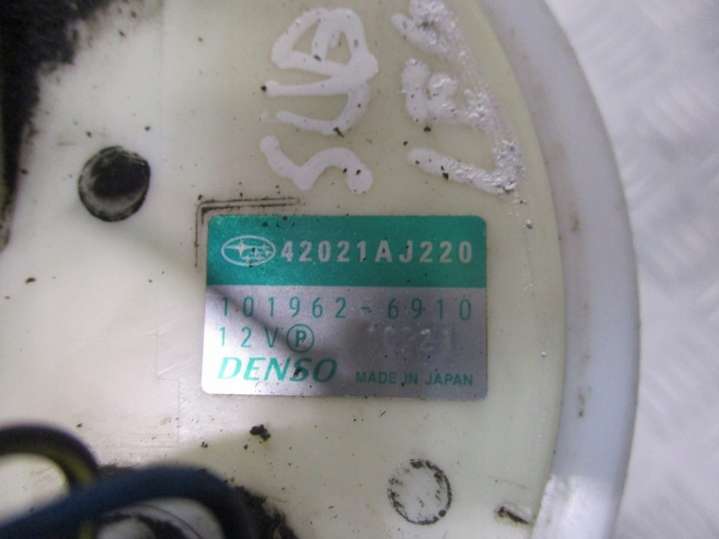 42021AJ220
101962-6910
12V P
DENSO MADE IN JAPAN